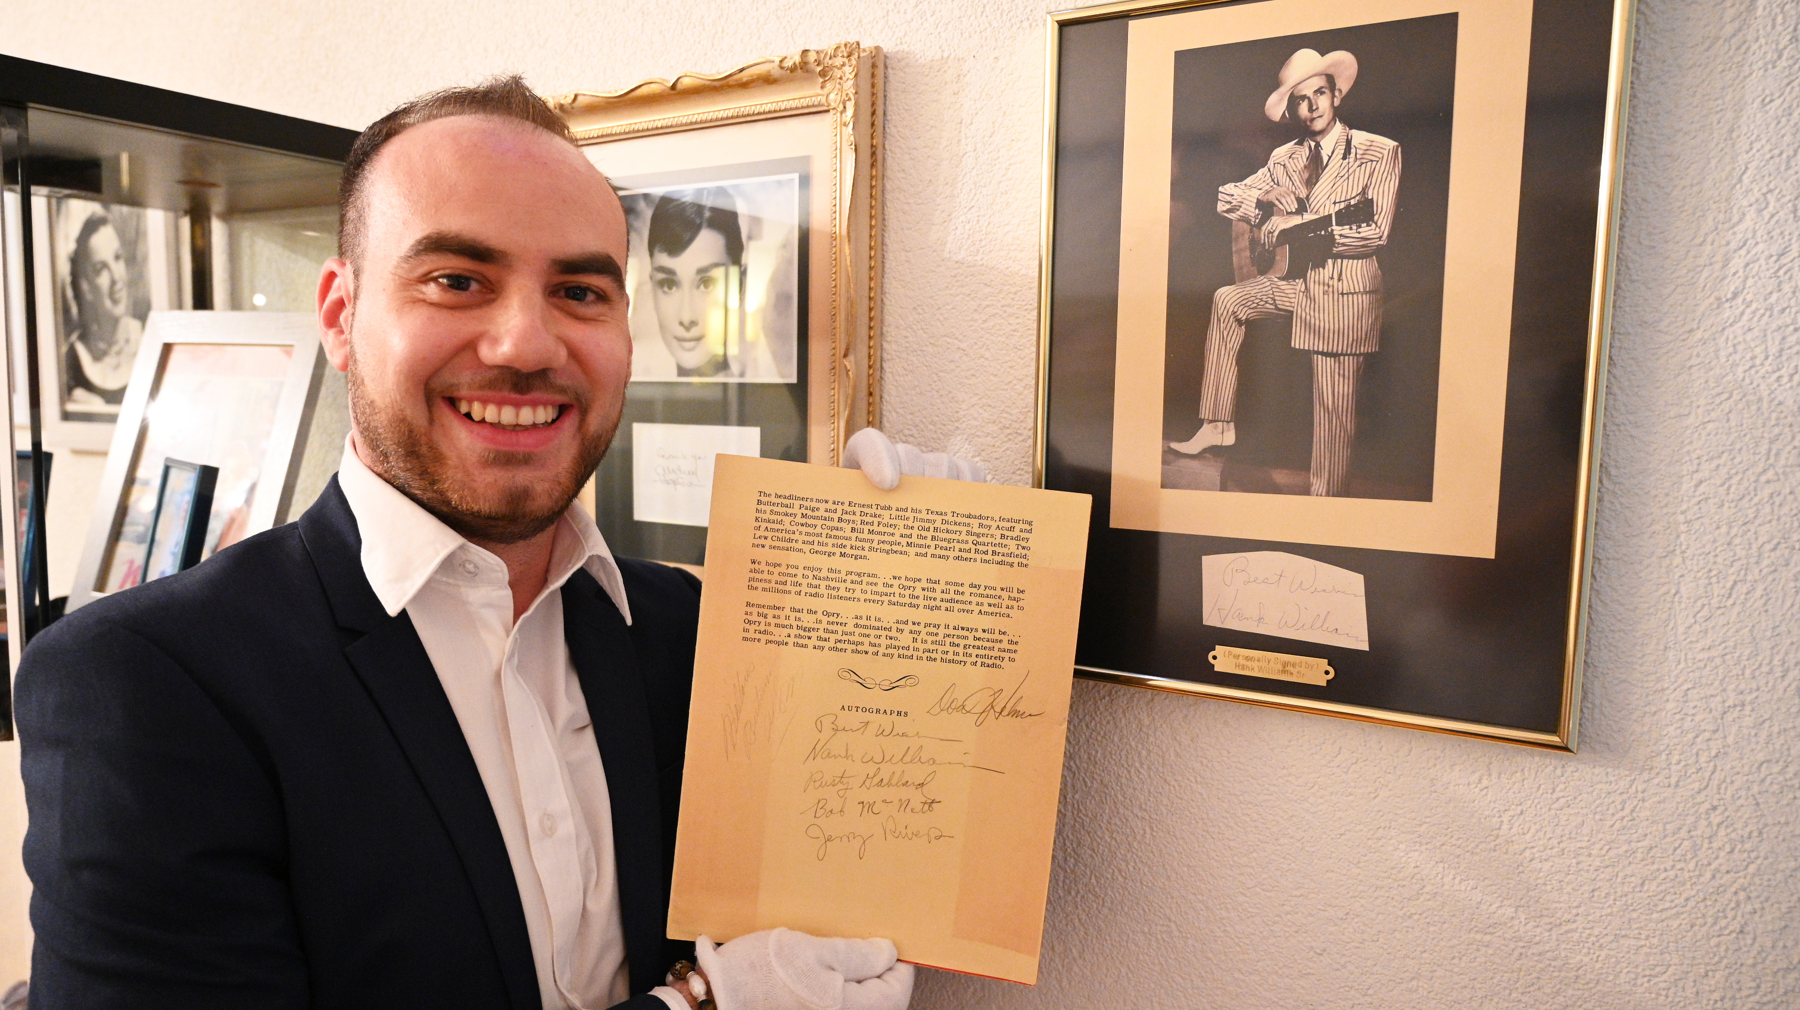 The headliners now are Ernest Tubb and his Texas Troubadors, featuring
Butterball Paige and Jack Drake; Little Jimmy Dickens; Roy Acuff and
his Smokey Mountain Boys; Red Foley; the Old Hickory Singers; Bradley
Kinkaid; Cowboy Copas; Bill Monroe and the Bluegrass Quartette; Two
of America's most famous funny people, Minnie Pearl and Rod Brasfield;
Lew Childre and his side kick Stringbean; and many others including the
new sensation, George Morgan.
We hope you enjoy this program. . .we hope that some day you will be
able to come to Nashville and see the Opry with all the romance, hap-
piness and life that they try to impart to the live audience as well as to
the millions of radio listeners every Saturday night all over America.
Remember that the Opry. . .as it is. . .and we pray it always will be. . .
as big as it is. . .is never dominated by any one person because the
Opry is much bigger than just one or two. It is still the greatest name
in radio. . .a show that perhaps has played in part or in its entirety to
more people than any other show of any kind in the history of Radio.
AUTOGRAPHS
Don Helms
Best Wishes
Hank Williams
Rusty Gabbard
Bob McNett
Jerry Rivers
Best Wishes
Hank Williams
(Personally Signed by)
Hank Williams Sr